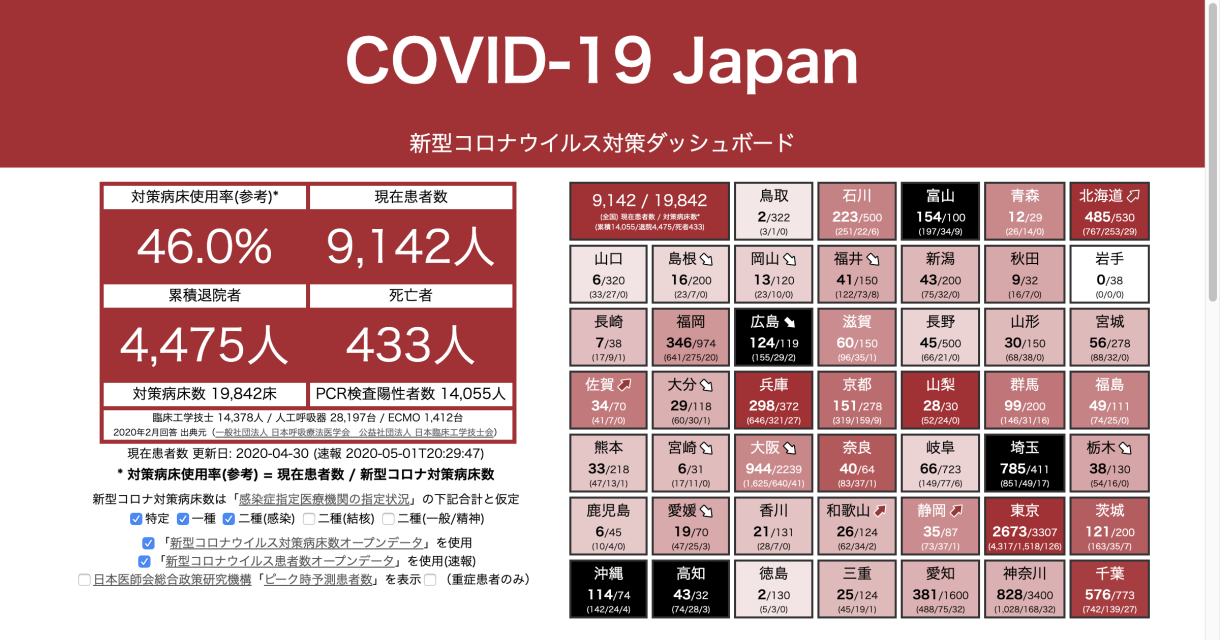 COVID-19 Japan
新型コロナウイルス対策ダッシュボード
対策病床使用率(参考)*
現在患者数
46.0%
9,142人
累積退院者
死亡者
4,475人
433人
対策病床数 19,842床
PCR検査陽性者数 14,055人
臨床工学技士 14,378人 / 人工呼吸器 28,197台 / ECMO 1,412台
2020年2月回答 出典元（一般社団法人 日本呼吸療法医学会　公益社団法人 日本臨床工学技士会）
現在患者数 更新日: 2020-04-30 (速報 2020-05-01T20:29:47)
* 対策病床使用率(参考) = 現在患者数 / 新型コロナ対策病床数
新型コロナ対策病床数は「感染症指定医療機関の指定状況」の下記合計と仮定
特定 一種 二種(感染) 二種(結核) 二種(一般/精神)
「新型コロナウイルス対策病床数オープンデータ」を使用
「新型コロナウイルス患者数オープンデータ」を使用(速報)
日本医師会総合政策研究機構「ピーク時予測患者数」を表示 （重症患者のみ）
9,142 / 19,842
(全国) 現在患者数 / 対策病床数*
(累積14,055/退院4,475/死者433)
鳥取
2/322
(3/1/0)
石川
223/500
(251/22/6)
富山
154/100
(197/34/9)
青森
12/29
(26/14/0)
北海道
485/530
(767/253/29)
山口
6/320
(33/27/0)
島根
16/200
(23/7/0)
岡山
13/120
(23/10/0)
福井
41/150
(122/73/8)
新潟
43/200
(75/32/0)
秋田
9/32
(16/7/0)
岩手
0/38
(0/0/0)
長崎
7/38
(17/9/1)
福岡
346/974
(641/275/20)
広島
124/119
(155/29/2)
滋賀
60/150
(96/35/1)
長野
45/500
(66/21/0)
山形
30/150
(68/38/0)
宮城
56/278
(88/32/0)
佐賀
34/70
(41/7/0)
大分
29/118
(60/30/1)
兵庫
298/372
(646/321/27)
京都
151/278
(319/159/9)
山梨
28/30
(52/24/0)
群馬
99/200
(146/31/16)
福島
49/111
(74/25/0)
熊本
33/218
(47/13/1)
宮崎
6/31
(17/11/0)
大阪
944/2239
(1,625/640/41)
奈良
40/64
(83/37/1)
岐阜
66/723
(149/77/6)
埼玉
785/411
(851/49/17)
栃木
38/130
(54/16/0)
鹿児島
6/45
(10/4/0)
愛媛
19/70
(47/25/3)
香川
21/131
(28/7/0)
和歌山
26/124
(62/34/2)
静岡
35/87
(73/37/1)
東京
2673/3307
(4,317/1,518/126)
茨城
121/200
(163/35/7)
沖縄
114/74
(142/24/4)
高知
43/32
(74/28/3)
徳島
2/130
(5/3/0)
三重
25/124
(45/19/1)
愛知
381/1600
(488/75/32)
神奈川
828/3400
(1,028/168/32)
千葉
576/773
(742/139/27)